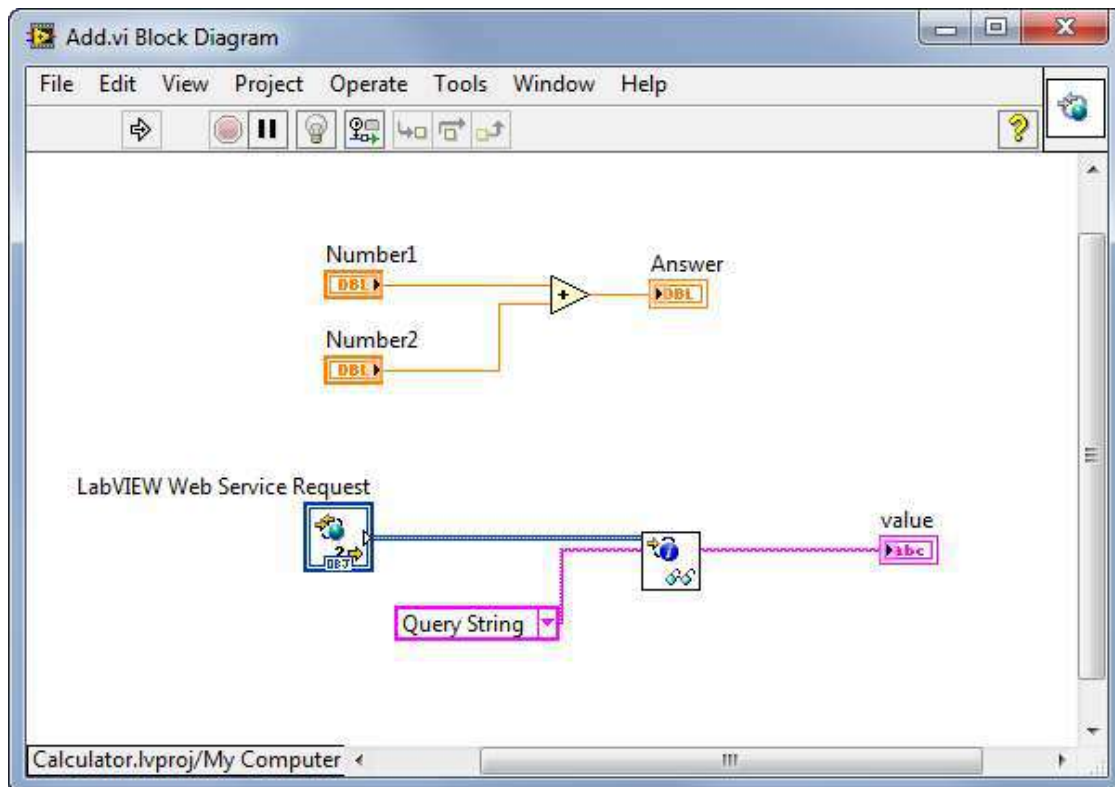 Add.vi Block Diagram
File Edit View Project Operate Tools Window Help
Number1
DBL
Answer
DBL
Number2
DBL
LabVIEW Web Service Request
OBJ
value
abc
Query String
Calculator.lvproj/My Computer